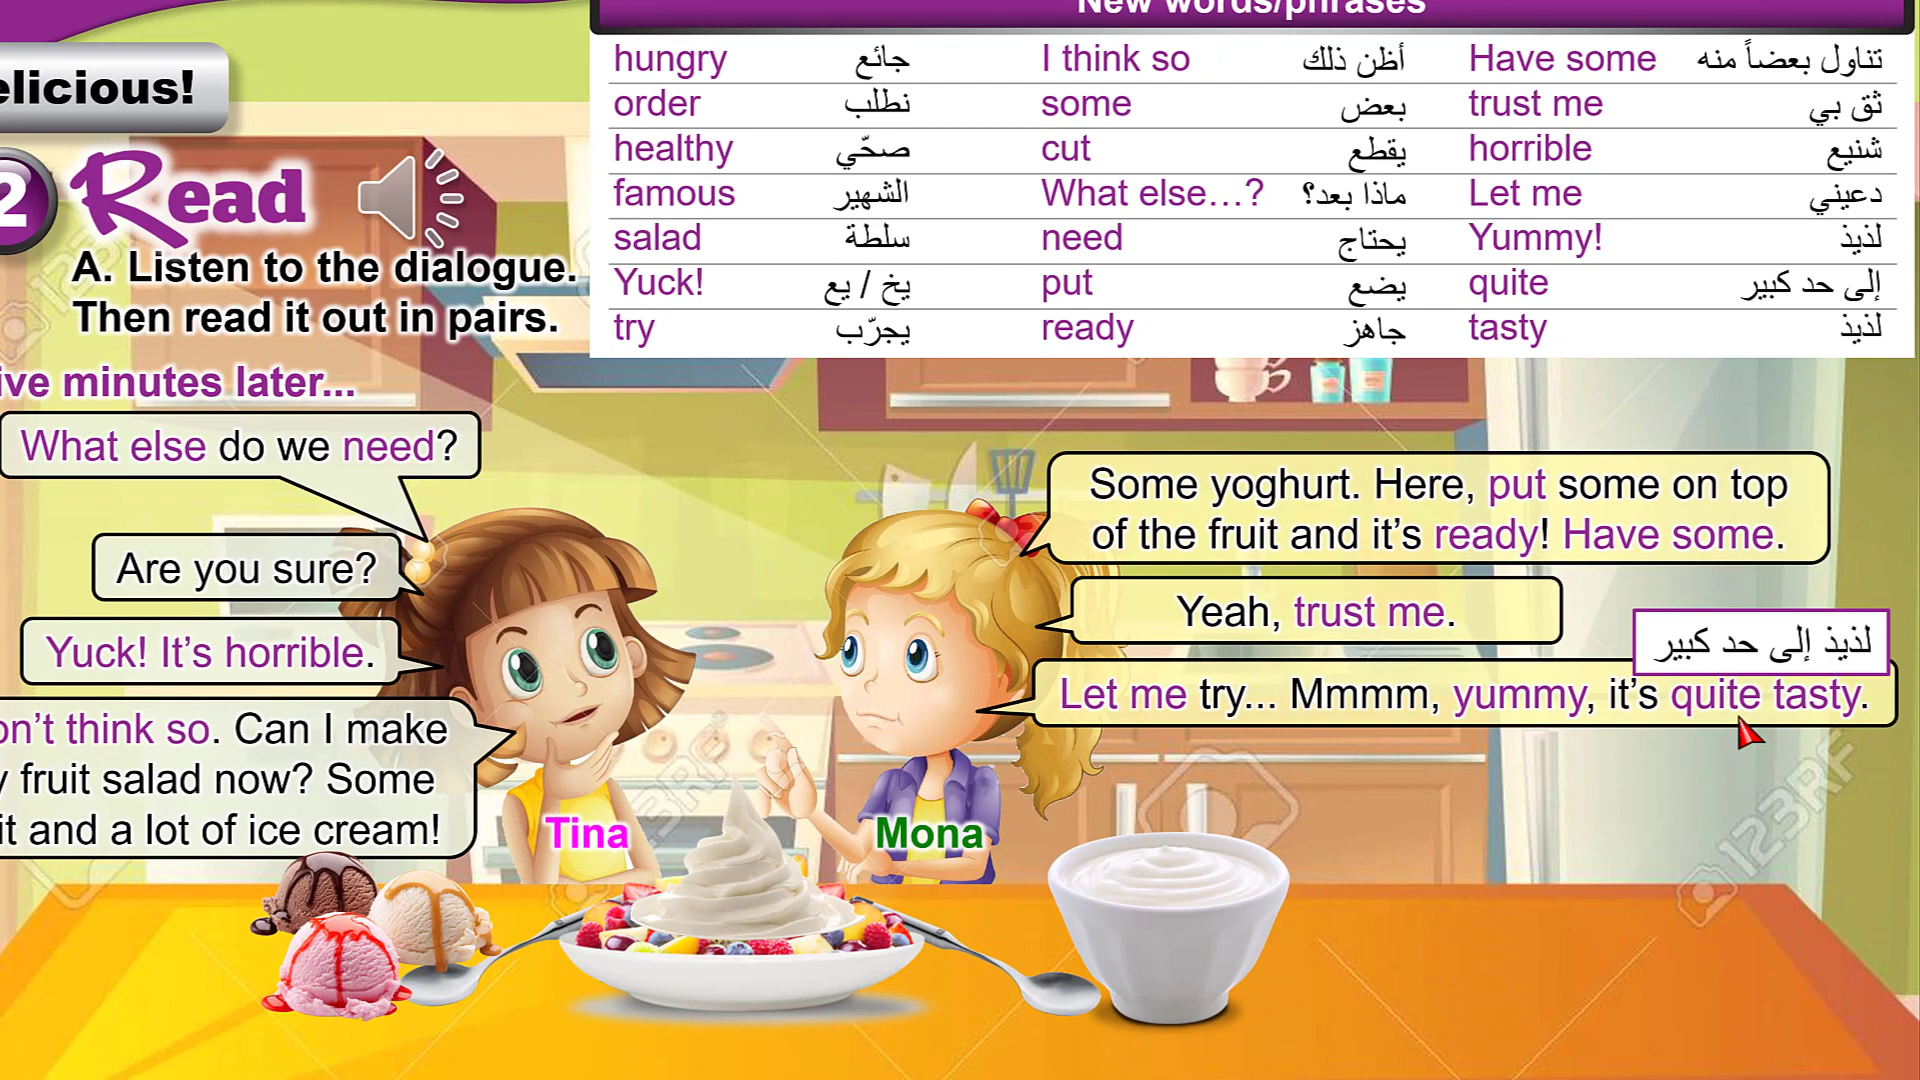 New words/phrases
hungry جائع I think so أظن ذلك Have some تناول بعضاً منه
order نطلب some بعض trust me ثق بي
healthy صحّي cut يقطع horrible شنيع
famous الشهير What else...? ماذا بعد؟ Let me دعيني
salad سلطة need يحتاج Yummy! لذيذ
Yuck! يخ / يع put يضع quite إلى حد كبير
try يجرّب ready جاهز tasty لذيذ
elicious!
2 Read
A. Listen to the dialogue.
Then read it out in pairs.
ive minutes later...
What else do we need?
Some yoghurt. Here, put some on top
of the fruit and it's ready! Have some.
Are you sure?
Yeah, trust me.
Yuck! It's horrible.
لذيذ إلى حد كبير
Let me try... Mmmm, yummy, it's quite tasty.
on't think so. Can I make
y fruit salad now? Some
it and a lot of ice cream!
Tina
Mona
123RF
123RF